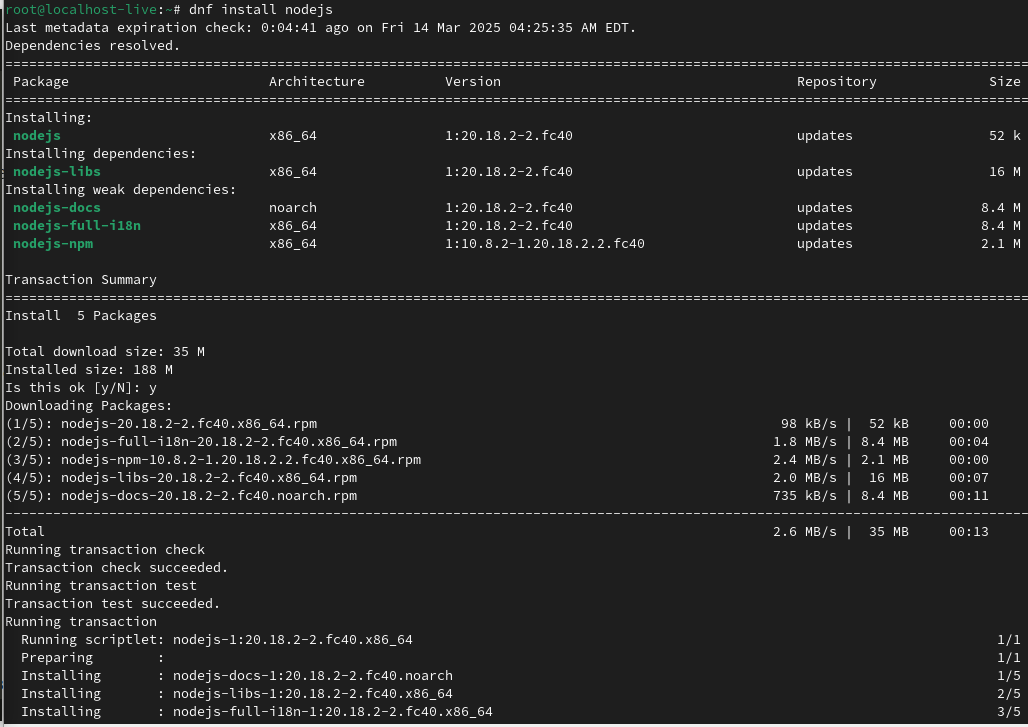 root@localhost-live:~# dnf install nodejs
Last metadata expiration check: 0:04:41 ago on Fri 14 Mar 2025 04:25:35 AM EDT.
Dependencies resolved.
================================================================================================================================
 Package                         Architecture          Version                                     Repository              Size
================================================================================================================================
Installing:
 nodejs                          x86_64                1:20.18.2-2.fc40                            updates                 52 k
Installing dependencies:
 nodejs-libs                     x86_64                1:20.18.2-2.fc40                            updates                 16 M
Installing weak dependencies:
 nodejs-docs                     noarch                1:20.18.2-2.fc40                            updates                8.4 M
 nodejs-full-i18n                x86_64                1:20.18.2-2.fc40                            updates                8.4 M
 nodejs-npm                      x86_64                1:10.8.2-1.20.18.2.2.fc40                   updates                2.1 M

Transaction Summary
================================================================================================================================
Install  5 Packages

Total download size: 35 M
Installed size: 188 M
Is this ok [y/N]: y
Downloading Packages:
(1/5): nodejs-20.18.2-2.fc40.x86_64.rpm                                                          98 kB/s |  52 kB     00:00
(2/5): nodejs-full-i18n-20.18.2-2.fc40.x86_64.rpm                                               1.8 MB/s | 8.4 MB     00:04
(3/5): nodejs-npm-10.8.2-1.20.18.2.2.fc40.x86_64.rpm                                            2.4 MB/s | 2.1 MB     00:00
(4/5): nodejs-libs-20.18.2-2.fc40.x86_64.rpm                                                    2.0 MB/s |  16 MB     00:07
(5/5): nodejs-docs-20.18.2-2.fc40.noarch.rpm                                                    735 kB/s | 8.4 MB     00:11
--------------------------------------------------------------------------------------------------------------------------------
Total                                                                                           2.6 MB/s |  35 MB     00:13
Running transaction check
Transaction check succeeded.
Running transaction test
Transaction test succeeded.
Running transaction
  Running scriptlet: nodejs-1:20.18.2-2.fc40.x86_64                                                                         1/1
  Preparing        :                                                                                                        1/1
  Installing       : nodejs-docs-1:20.18.2-2.fc40.noarch                                                                    1/5
  Installing       : nodejs-libs-1:20.18.2-2.fc40.x86_64                                                                    2/5
  Installing       : nodejs-full-i18n-1:20.18.2-2.fc40.x86_64                                                               3/5